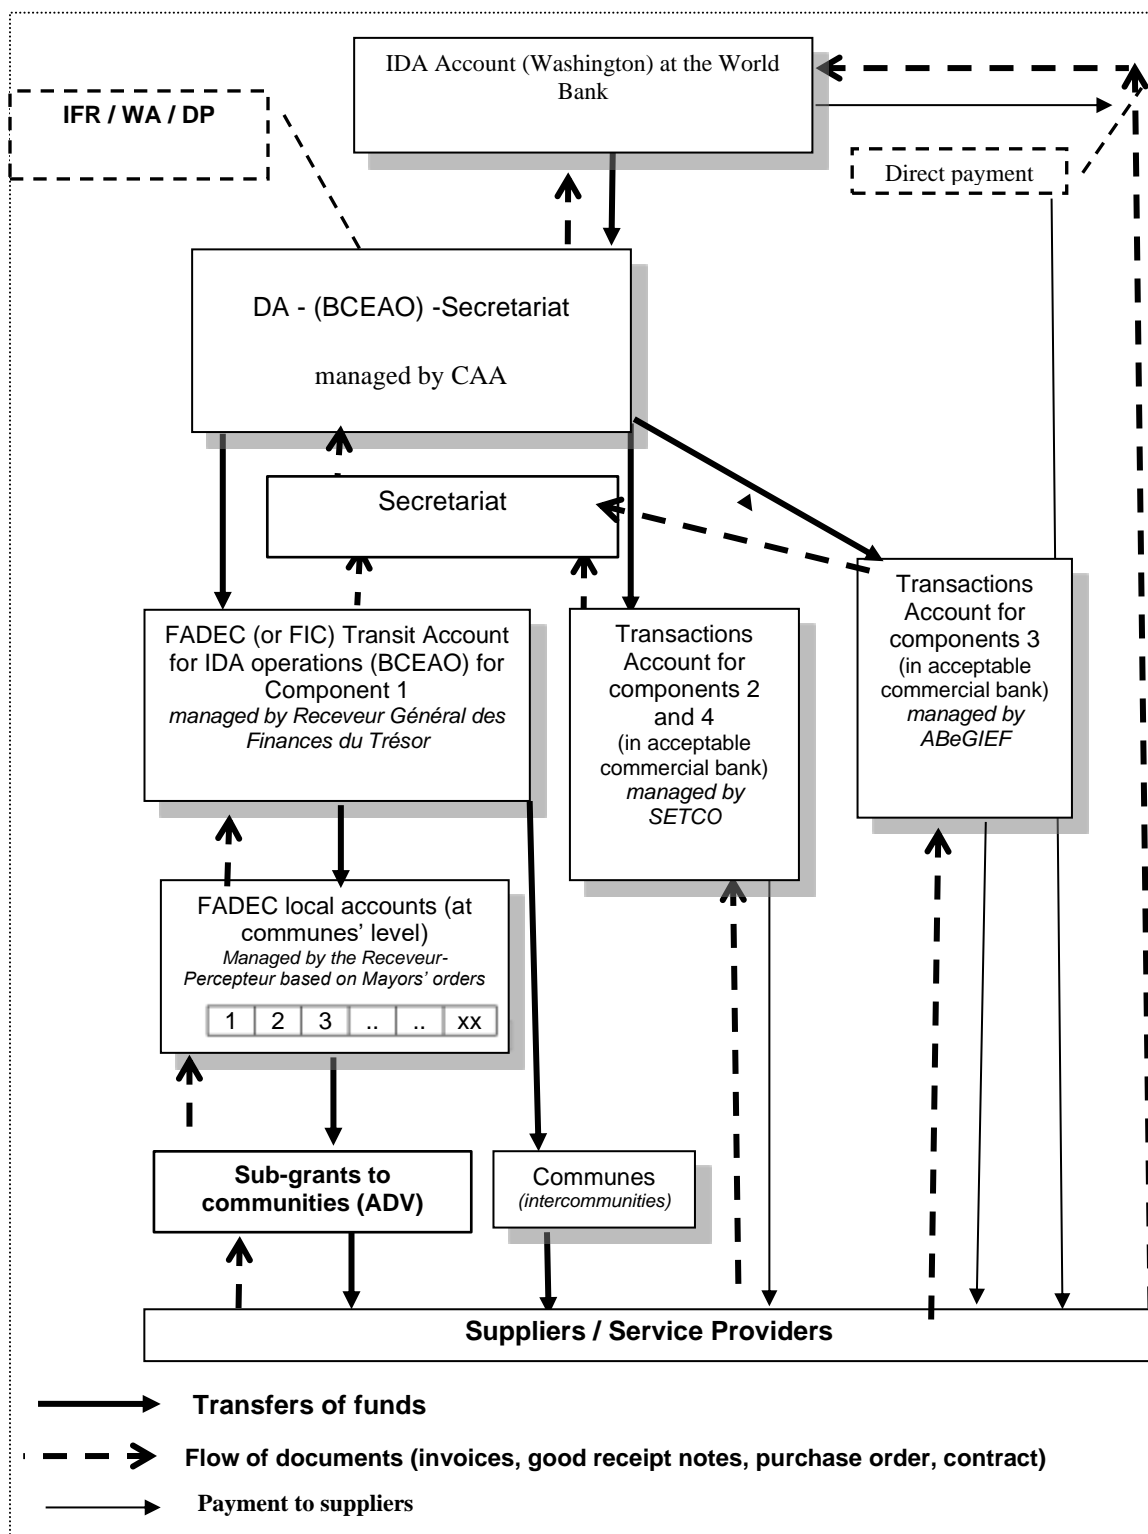 IDA Account (Washington) at the World
Bank
IFR / WA / DP
Direct payment
DA - (BCEAO) -Secretariat
managed by CAA
Secretariat
FADEC (or FIC) Transit Account
for IDA operations (BCEAO) for
Component 1
managed by Receveur Général des
Finances du Trésor
Transactions
Account for
components 2
and 4
(in acceptable
commercial bank)
managed by
SETCO
Transactions
Account for
components 3
(in acceptable
commercial bank)
managed by
ABeGIEF
FADEC local accounts (at
communes’ level)
Managed by the Receveur-
Percepteur based on Mayors’ orders
1 2 3 .. .. xx
Sub-grants to
communities (ADV)
Communes
(intercommunities)
Suppliers / Service Providers
Transfers of funds
Flow of documents (invoices, good receipt notes, purchase order, contract)
Payment to suppliers